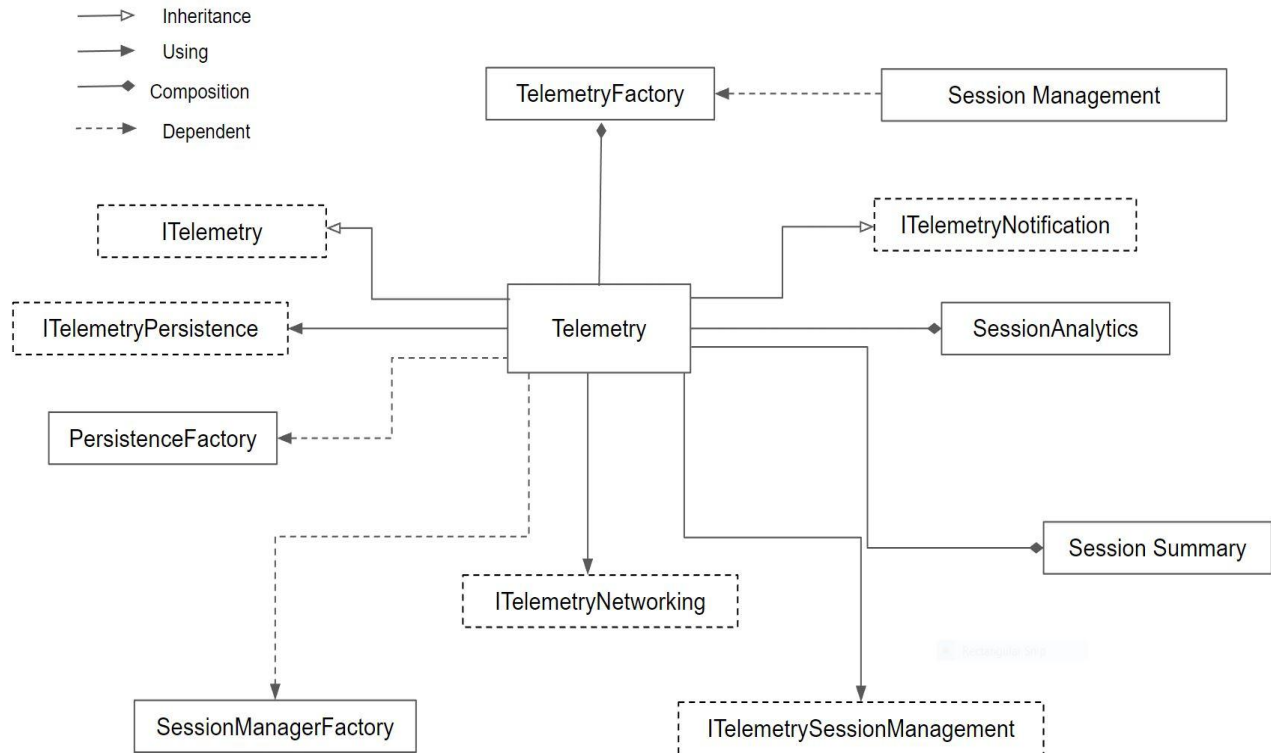 Inheritance
Using
Composition
Dependent
TelemetryFactory
Session Management
ITelemetry
ITelemetryNotification
ITelemetryPersistence
Telemetry
SessionAnalytics
PersistenceFactory
Session Summary
ITelemetryNetworking
SessionManagerFactory
ITelemetrySessionManagement